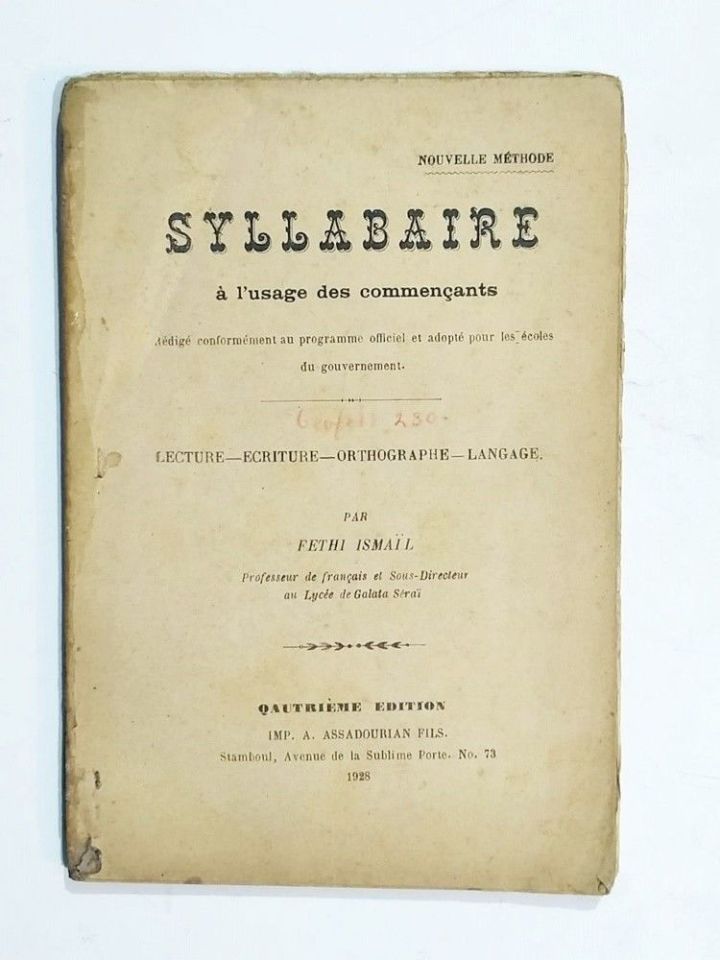 NOUVELLE MÉTHODE
SYLLABAIRE
à l'usage des commençants
Rédigé conformément au programme officiel et adopté pour les écoles
du gouvernement.
230.
LECTURE—ECRITURE—ORTHOGRAPHE—LANGAGE.
PAR
FETHI ISMAÏL
Professeur de français et Sous-Directeur
au Lycée de Galata Séraï
QAUTRIÈME EDITION
IMP. A. ASSADOURIAN FILS.
Stamboul, Avenue de la Sublime Porte. No. 73
1928